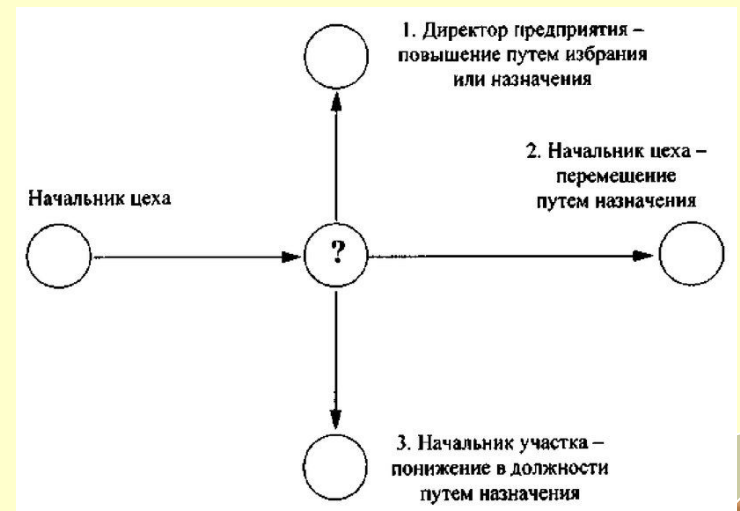 1. Директор предприятия –
повышение путем избрания
или назначения
2. Начальник цеха –
перемещение
путем назначения
Начальник цеха
?
3. Начальник участка –
понижение в должности
путем назначения